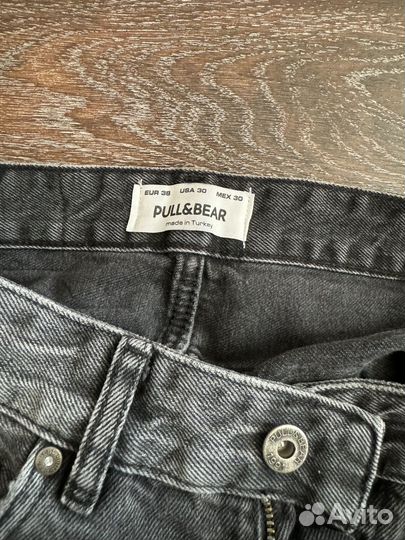 EUR 38 USA 30 MEX 30
PULL&BEAR
made in Turkey
PULL&BEAR
Avito